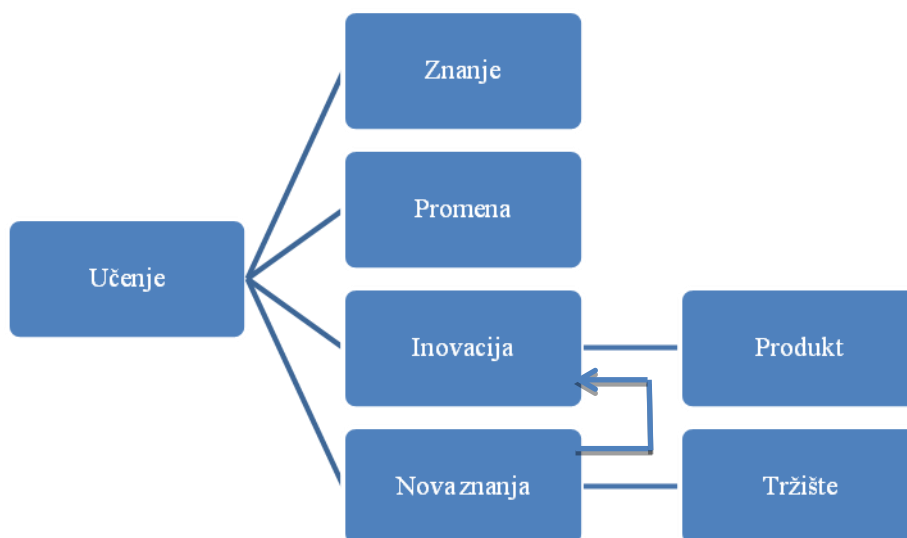 Znanje
Promena
Učenje
Inovacija
Produkt
Nova znanja
Tržište